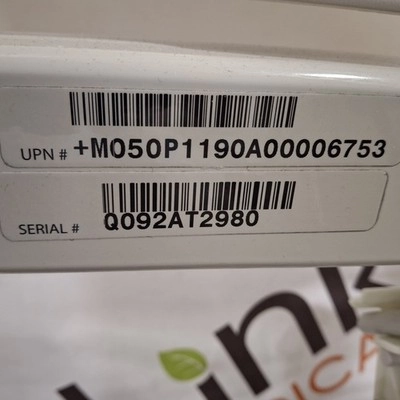 UPN # +M050P1190A00006753
SERIAL # Q092AT2980